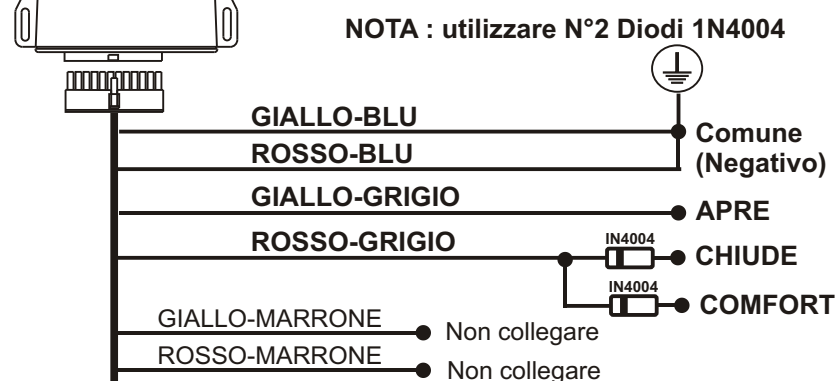 NOTA : utilizzare N°2 Diodi 1N4004
GIALLO-BLU
ROSSO-BLU
Comune
(Negativo)
GIALLO-GRIGIO
APRE
ROSSO-GRIGIO
IN4004
CHIUDE
IN4004
COMFORT
GIALLO-MARRONE
Non collegare
ROSSO-MARRONE
Non collegare